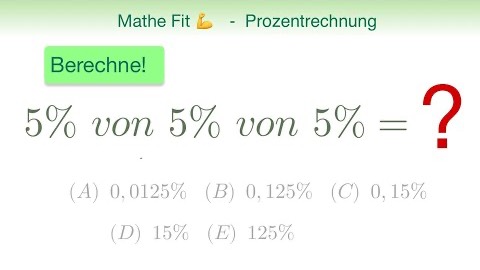 Mathe Fit 💪 - Prozentrechnung
Berechne!
5% von 5% von 5% = ?
(A) 0,0125% (B) 0,125% (C) 0,15%
(D) 15% (E) 125%